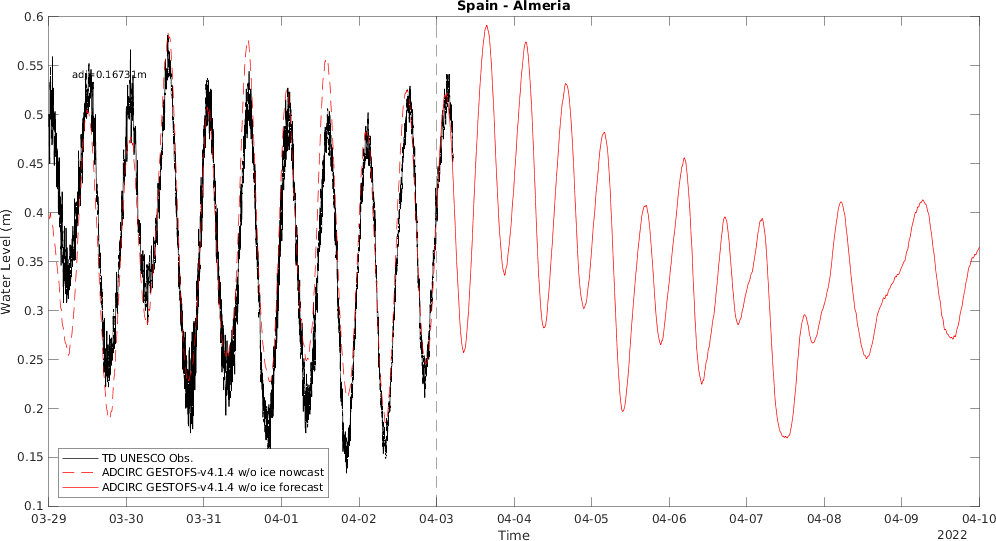 Spain - Almeria
0.6
0.55
0.5
0.45
0.4
0.35
0.3
0.25
0.2
0.15
0.1
Water Level (m)
adj=0.16731m
TD UNESCO Obs.
ADCIRC GESTOFS-v4.1.4 w/o ice nowcast
ADCIRC GESTOFS-v4.1.4 w/o ice forecast
03-29 03-30 03-31 04-01 04-02 04-03 04-04 04-05 04-06 04-07 04-08 04-09 04-10
Time
2022